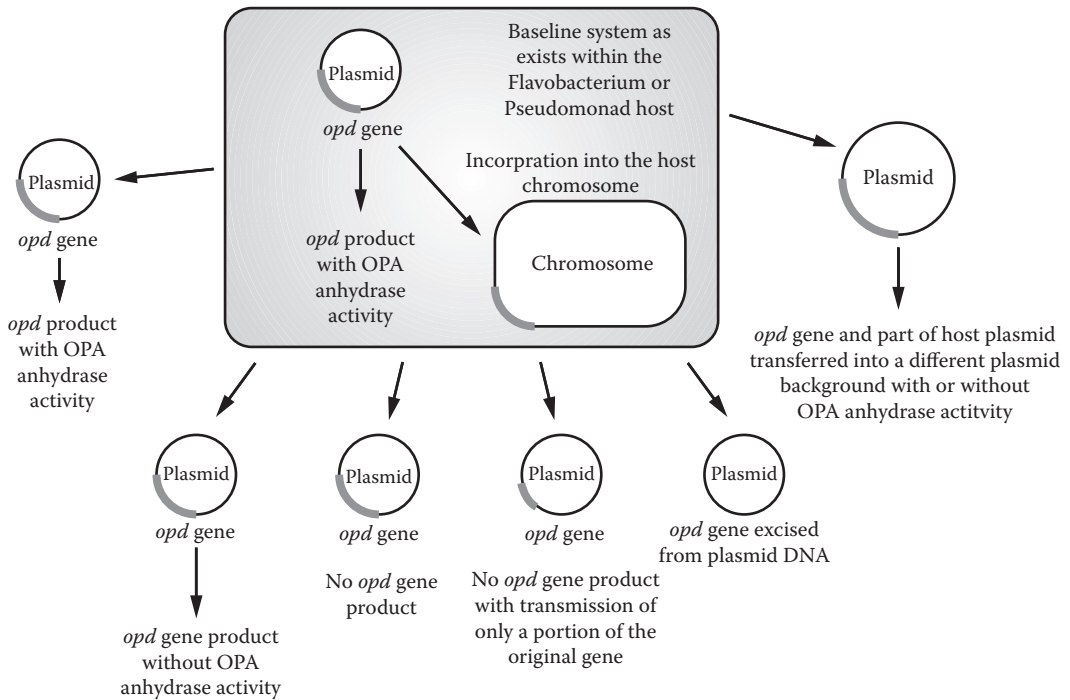 Baseline system as
exists within the
Flavobacterium or
Pseudomonad host
Plasmid
opd gene
Incorpration into the host
chromosome
Chromosome
opd product
with OPA
anhydrase
activity
Plasmid
opd gene
opd product
with OPA
anhydrase
activity
Plasmid
opd gene and part of host plasmid
transferred into a different plasmid
background with or without
OPA anhydrase actitvity
Plasmid
opd gene
opd gene product
without OPA
anhydrase activity
Plasmid
opd gene
No opd gene
product
Plasmid
opd gene
No opd gene product
with transmission of
only a portion of the
original gene
Plasmid
opd gene excised
from plasmid DNA